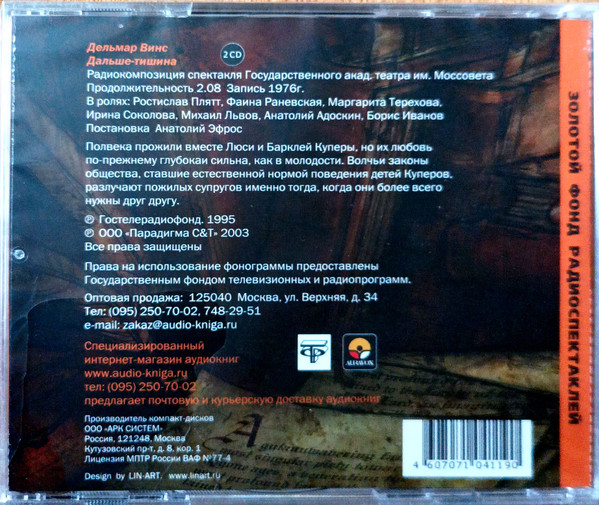 Дельмар Винс
2 CD
Дальше-тишина
Радиокомпозиция спектакля Государственного акад. театра им. Моссовета
Продолжительность 2.08 Запись 1976г.
В ролях: Ростислав Плятт, Фаина Раневская, Маргарита Терехова,
Ирина Соколова, Михаил Львов, Анатолий Адоскин, Борис Иванов
Постановка Анатолий Эфрос
Полвека прожили вместе Люси и Барклей Куперы, но их любовь
по-прежнему глубокаи сильна, как в молодости. Волчьи законы
общества, ставшие естественной нормой поведения детей Куперов,
разлучают пожилых супругов именно тогда, когда они более всего
нужны друг другу.
℗ Гостелерадиофонд. 1995
℗ ООО «Парадигма С&Т» 2003
Все права защищены
Права на использование фонограммы предоставлены
Государственным фондом телевизионных и радиопрограмм.
Оптовая продажа: 125040 Москва, ул. Верхняя, д. 34
Тел: (095) 250-70-02, 748-29-51
e-mail: zakaz@audio-kniga.ru
Специализированный
интернет-магазин аудиокниг
www.audio-kniga.ru
тел: (095) 250-70-02
предлагает почтовую и курьерскую доставку аудиокниг
ALHAVOX
Производитель компакт-дисков
ООО «АРК СИСТЕМ»
Россия, 121248, Москва
Кутузовский пр-т, д. 8, кор. 1
Лицензия МПТР России ВАФ №77-4
Design by LIN-ART. www.linart.ru
4 607071 041190
ЗОЛОТОЙ ФОНД РАДИОСПЕКТАКЛЕЙ